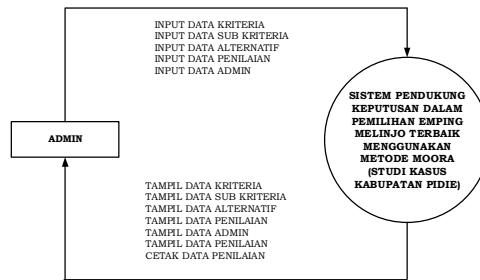 INPUT DATA KRITERIA
INPUT DATA SUB KRITERIA
INPUT DATA ALTERNATIF
INPUT DATA PENILAIAN
INPUT DATA ADMIN
ADMIN
SISTEM PENDUKUNG
KEPUTUSAN DALAM
PEMILIHAN EMPING
MELINJO TERBAIK
MENGGUNAKAN
METODE MOORA
(STUDI KASUS
KABUPATAN PIDIE)
TAMPIL DATA KRITERIA
TAMPIL DATA SUB KRITERIA
TAMPIL DATA ALTERNATIF
TAMPIL DATA PENILAIAN
TAMPIL DATA ADMIN
TAMPIL DATA PENILAIAN
CETAK DATA PENILAIAN